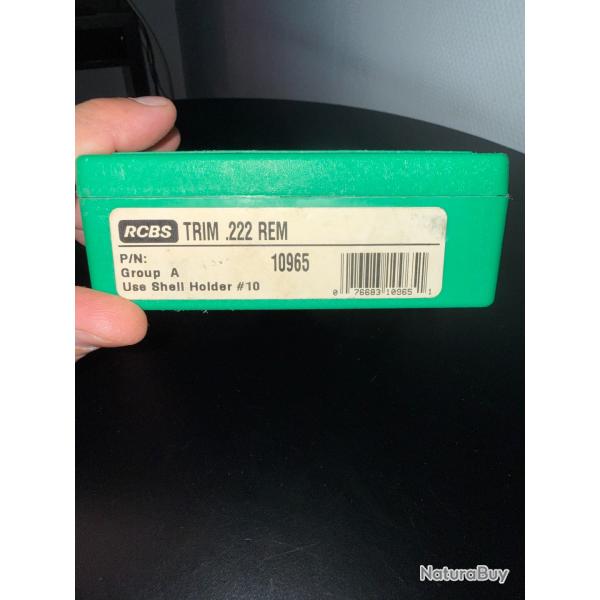 RCBS TRIM .222 REM
P/N: 10965
Group A
Use Shell Holder #10
0 76683 10965 1
NaturaBuy